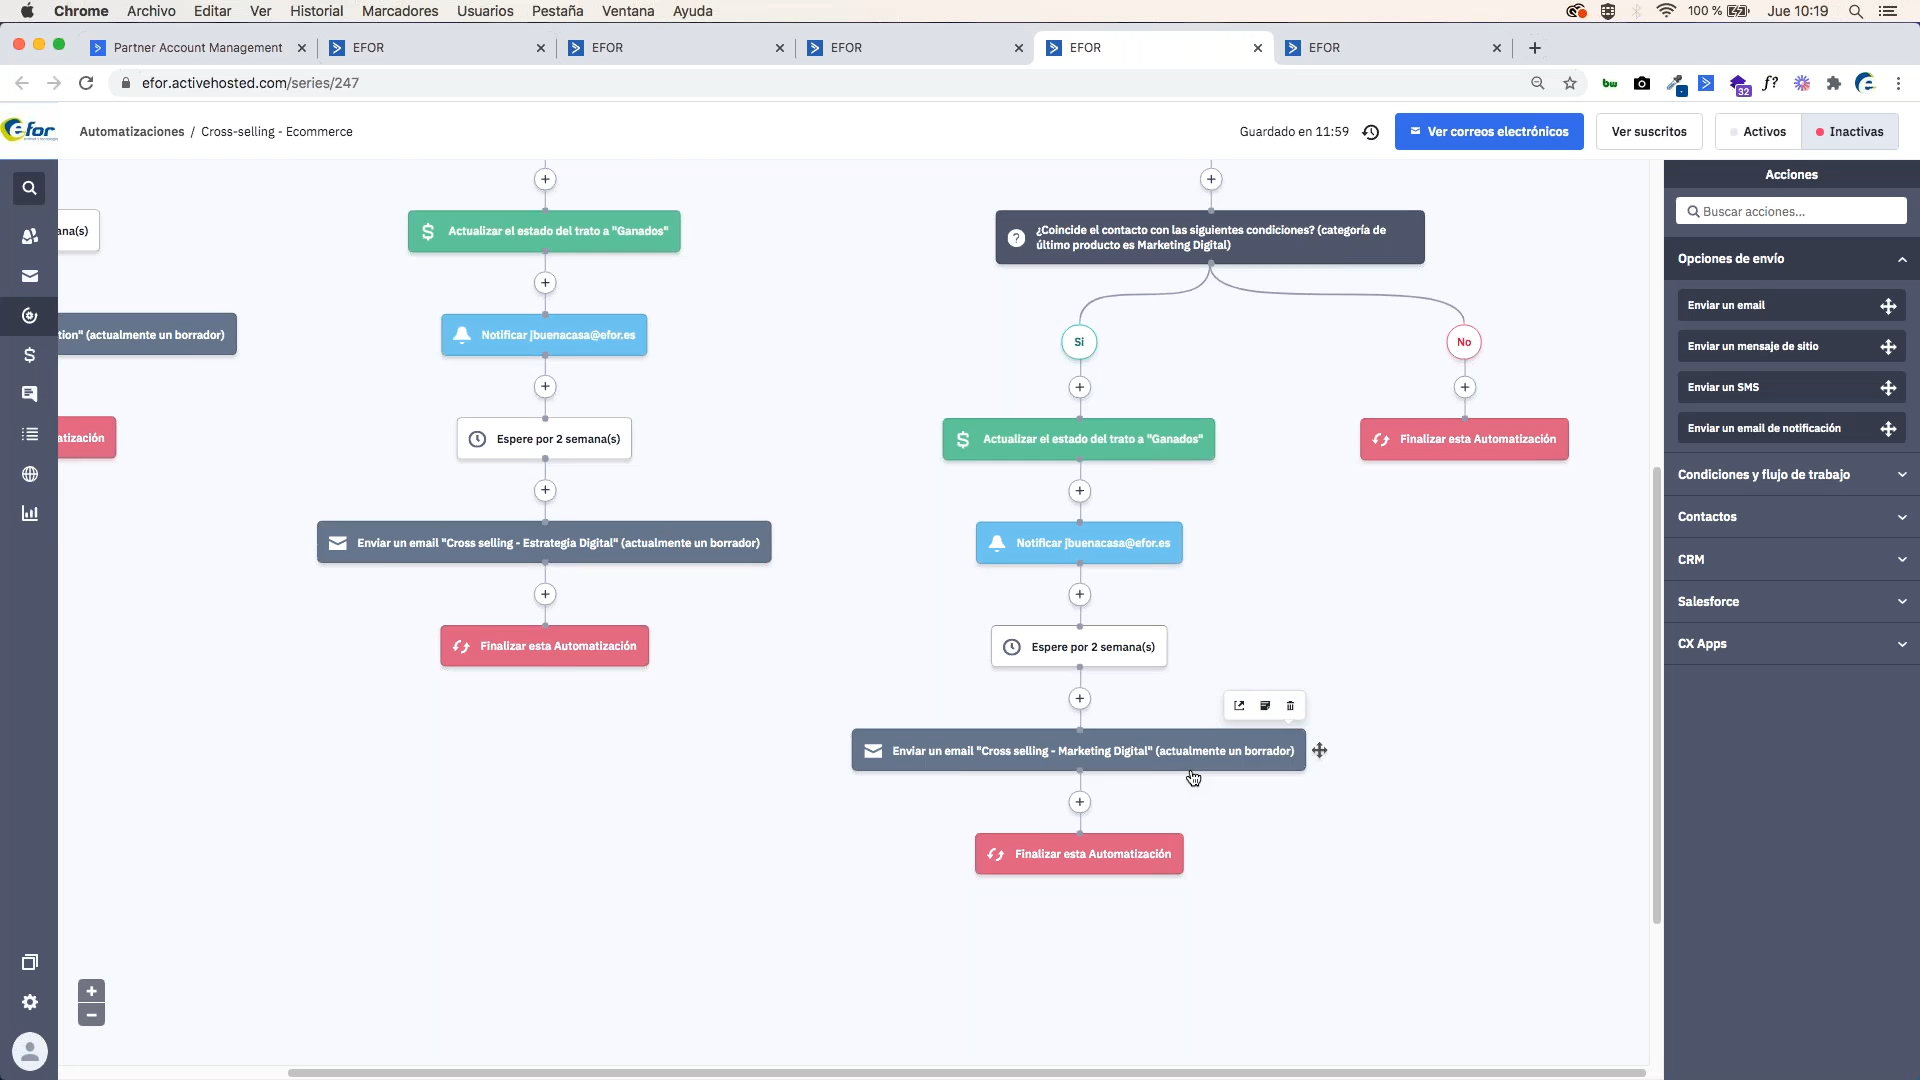 Chrome Archivo Editar Ver Historial Marcadores Usuarios Pestaña Ventana Ayuda 100 % Jue 10:19
Partner Account Management EFOR EFOR EFOR EFOR EFOR
efor.activehosted.com/series/247 bw 32 f?
efor Automatizaciones / Cross-selling - Ecommerce Guardado en 11:59 Ver correos electrónicos Ver suscritos Activos Inactivas
Acciones
Buscar acciones...
Opciones de envío
Enviar un email
Enviar un mensaje de sitio
Enviar un SMS
Enviar un email de notificación
Condiciones y flujo de trabajo
Contactos
CRM
Salesforce
CX Apps
ana(s)
tion" (actualmente un borrador)
atización
Actualizar el estado del trato a "Ganados"
Notificar jbuenacasa@efor.es
Espere por 2 semana(s)
Enviar un email "Cross selling - Estrategia Digital" (actualmente un borrador)
Finalizar esta Automatización
¿Coincide el contacto con las siguientes condiciones? (categoría de
último producto es Marketing Digital)
Si
No
Actualizar el estado del trato a "Ganados"
Finalizar esta Automatización
Notificar jbuenacasa@efor.es
Espere por 2 semana(s)
Enviar un email "Cross selling - Marketing Digital" (actualmente un borrador)
Finalizar esta Automatización